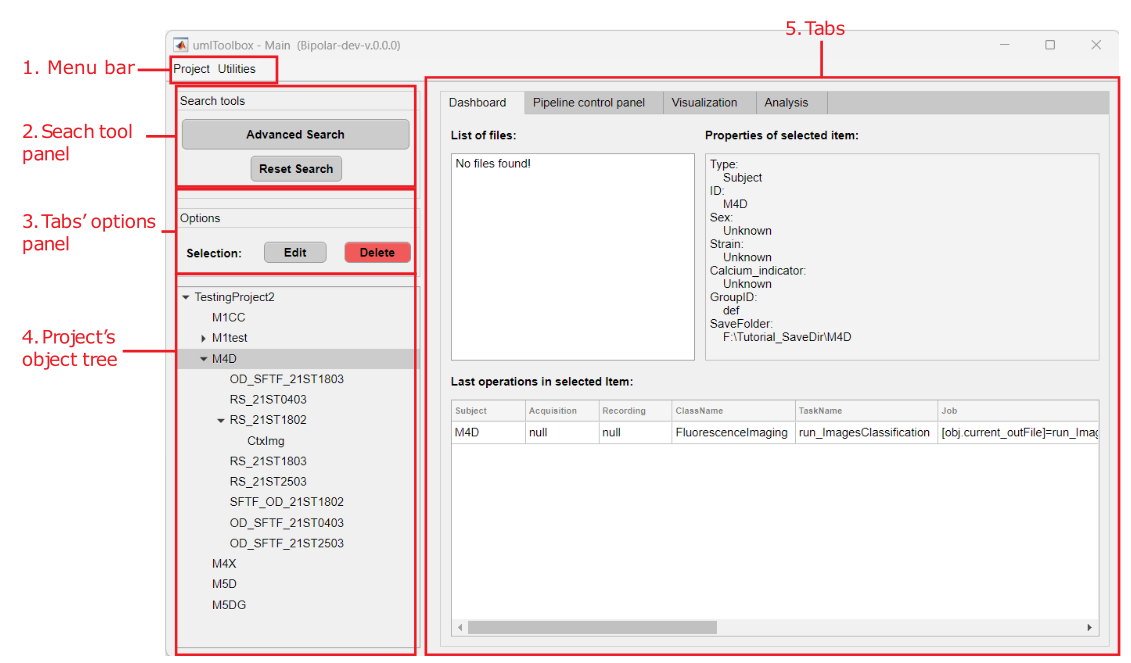 5. Tabs
umIToolbox - Main (Bipolar-dev-v.0.0.0)
1. Menu bar
Project Utilities
Search tools
2. Seach tool
panel
Advanced Search
Reset Search
3. Tabs' options
panel
Options
Selection: Edit Delete
4. Project's
object tree
TestingProject2
M1CC
M1test
M4D
OD_SFTF_21ST1803
RS_21ST0403
RS_21ST1802
CtxImg
RS_21ST1803
RS_21ST2503
SFTF_OD_21ST1802
OD_SFTF_21ST0403
OD_SFTF_21ST2503
M4X
M5D
M5DG
Dashboard Pipeline control panel Visualization Analysis
List of files:
No files found!
Properties of selected item:
Type:
Subject
ID:
M4D
Sex:
Unknown
Strain:
Unknown
Calcium_indicator:
Unknown
GroupID:
def
SaveFolder:
F:\Tutorial_SaveDir\M4D
Last operations in selected Item:
Subject Acquisition Recording ClassName TaskName Job
M4D null null FluorescenceImaging run_ImagesClassification [obj.current_outFile]=run_Imag